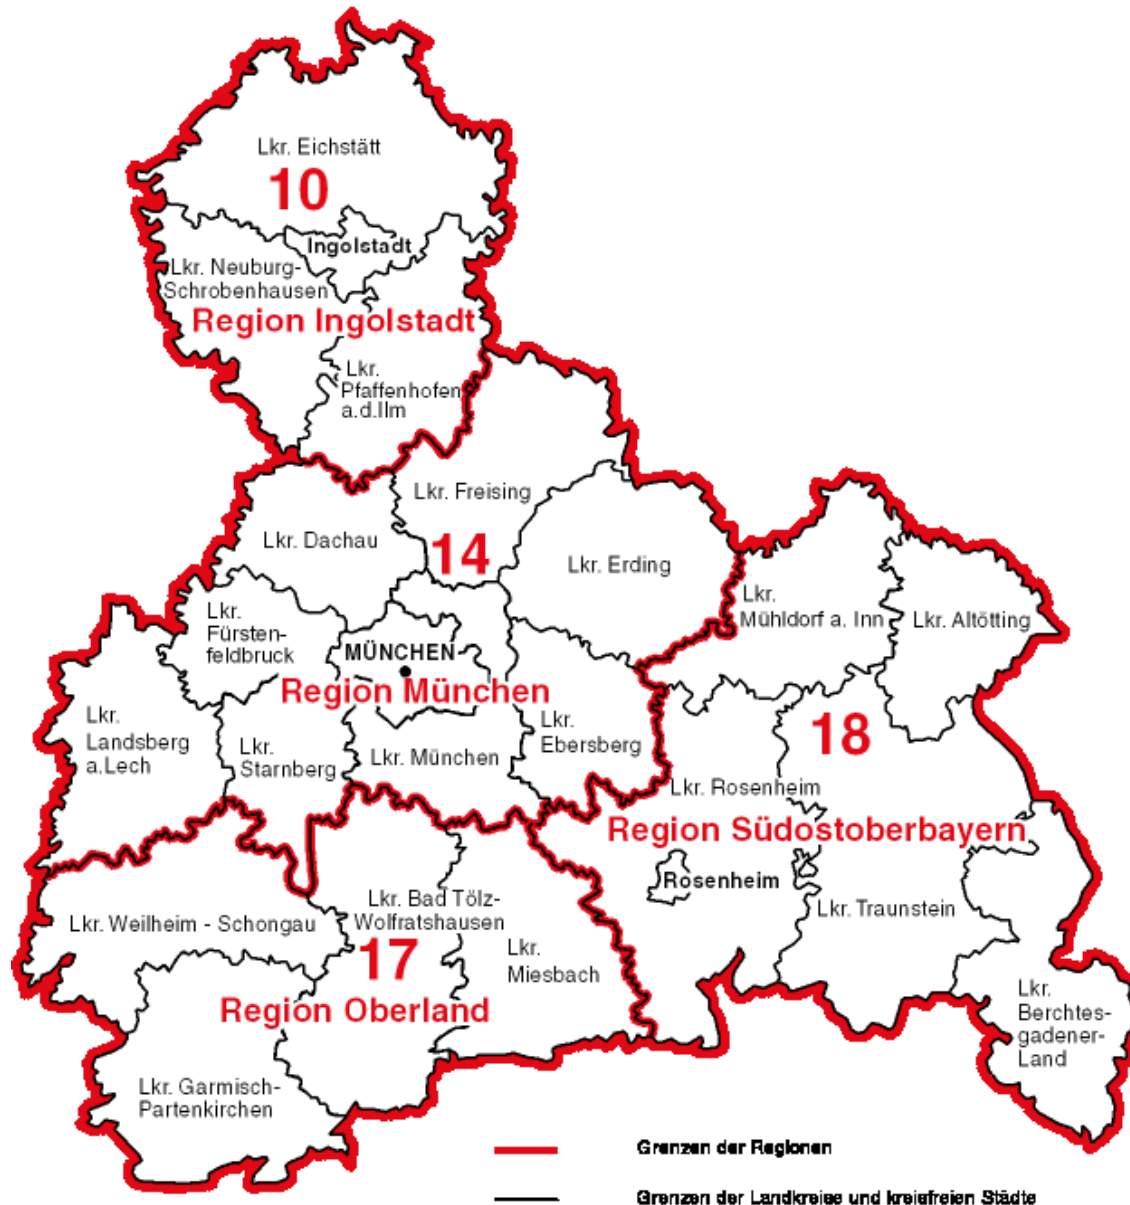 Lkr. Eichstätt
10
Ingolstadt
Lkr. Neuburg-
Schrobenhausen
Region Ingolstadt
Lkr.
Pfaffenhofen
a.d.Ilm
Lkr. Freising
Lkr. Dachau
14
Lkr. Erding
Lkr.
Mühldorf a. Inn
Lkr. Altötting
Lkr.
Fürsten-
feldbruck
MÜNCHEN
Region München
Lkr.
Landsberg
a.Lech
Lkr.
Starnberg
Lkr. München
Lkr.
Ebersberg
18
Lkr. Rosenheim
Region Südostoberbayern
Rosenheim
Lkr. Traunstein
Lkr. Weilheim - Schongau
Lkr. Bad Tölz-
Wolfratshausen
17
Lkr.
Miesbach
Region Oberland
Lkr.
Berchtes-
gadener-
Land
Lkr. Garmisch-
Partenkirchen
Grenzen der Regionen
Grenzen der Landkreise und kreisfreien Städte